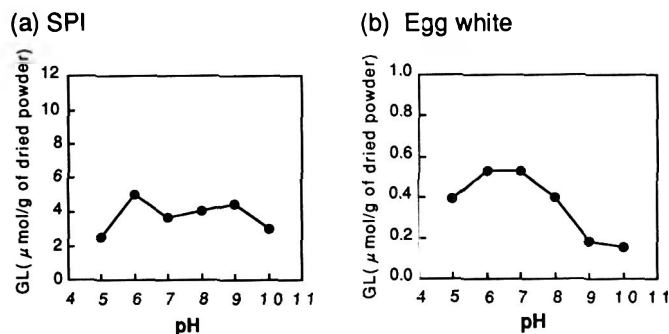 (a) SPI
GL( μ mol/g of dried powder)
12
10
8
6
4
2
0
4 5 6 7 8 9 10 11
pH
(b) Egg white
GL( μ mol/g of dried powder)
1.0
0.8
0.6
0.4
0.2
0.0
4 5 6 7 8 9 10 11
pH